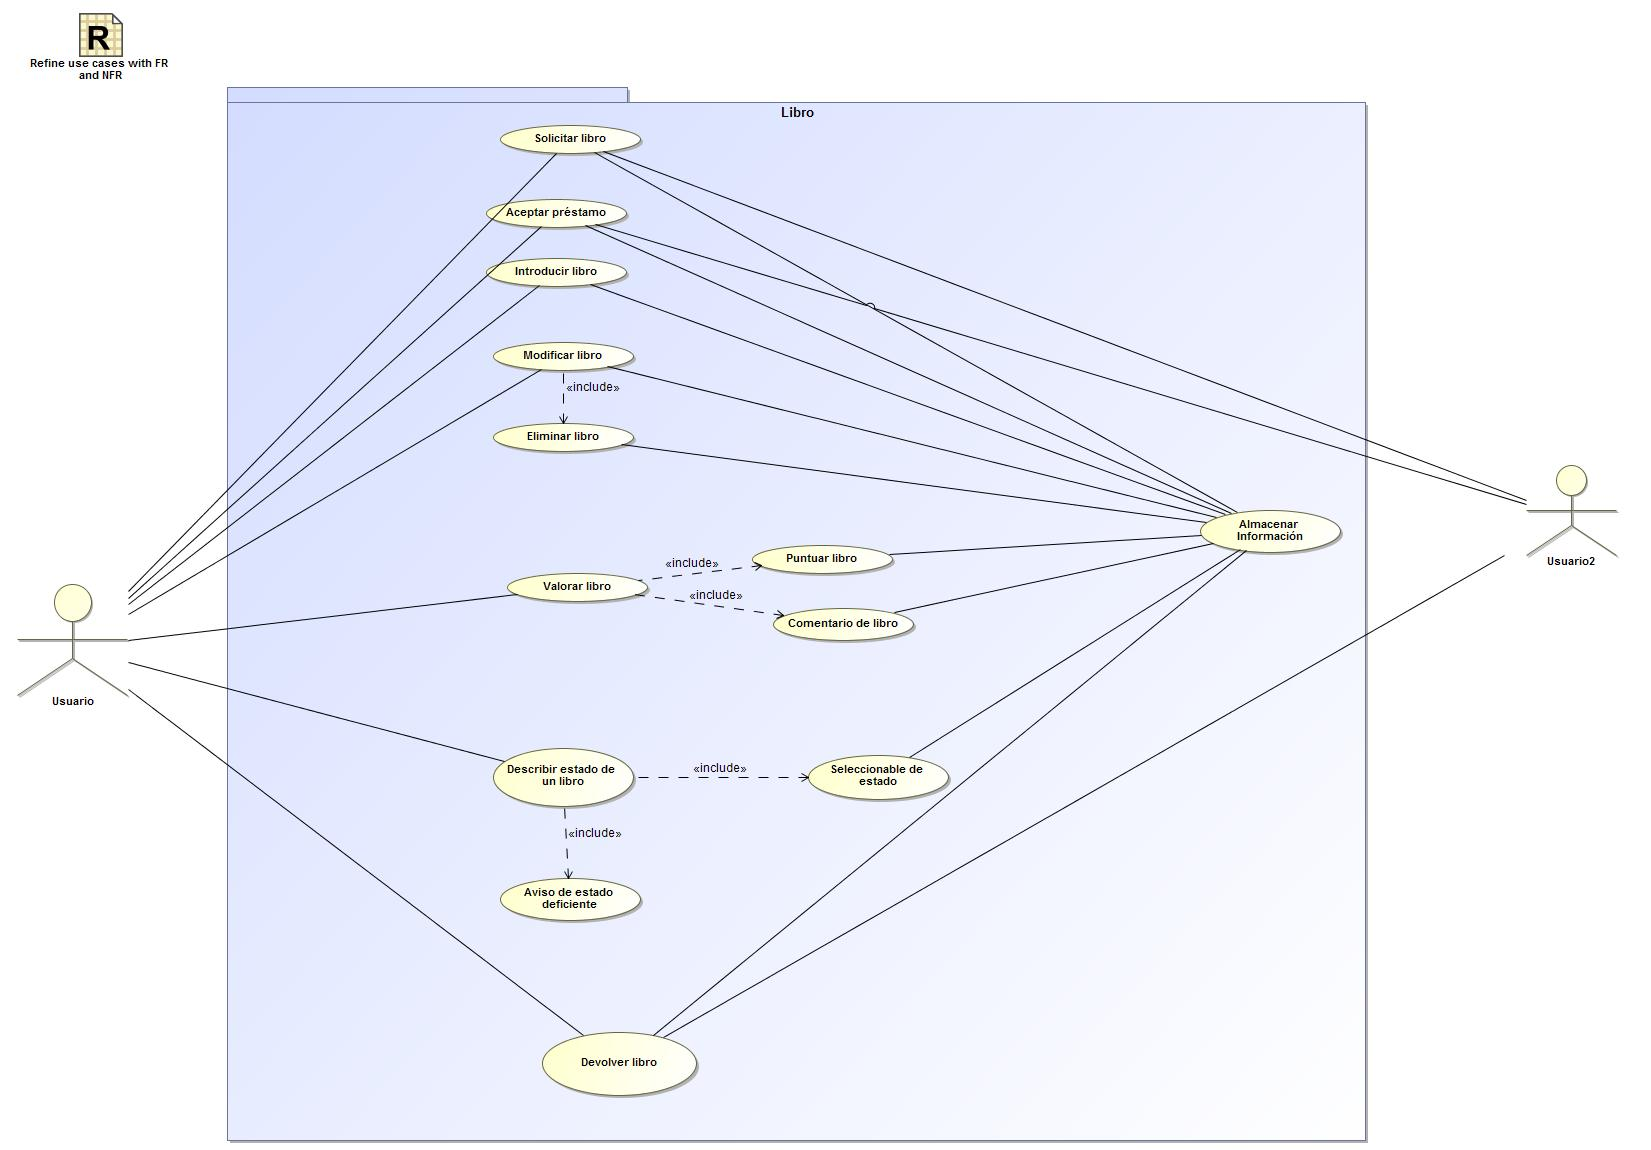 R
Refine use cases with FR
and NFR
Libro
Solicitar libro
Aceptar préstamo
Introducir libro
Modificar libro
«include»
Eliminar libro
Almacenar
Información
Usuario2
Puntuar libro
«include»
Valorar libro
«include»
Comentario de libro
Usuario
Describir estado de
un libro
«include»
Seleccionable de
estado
«include»
Aviso de estado
deficiente
Devolver libro